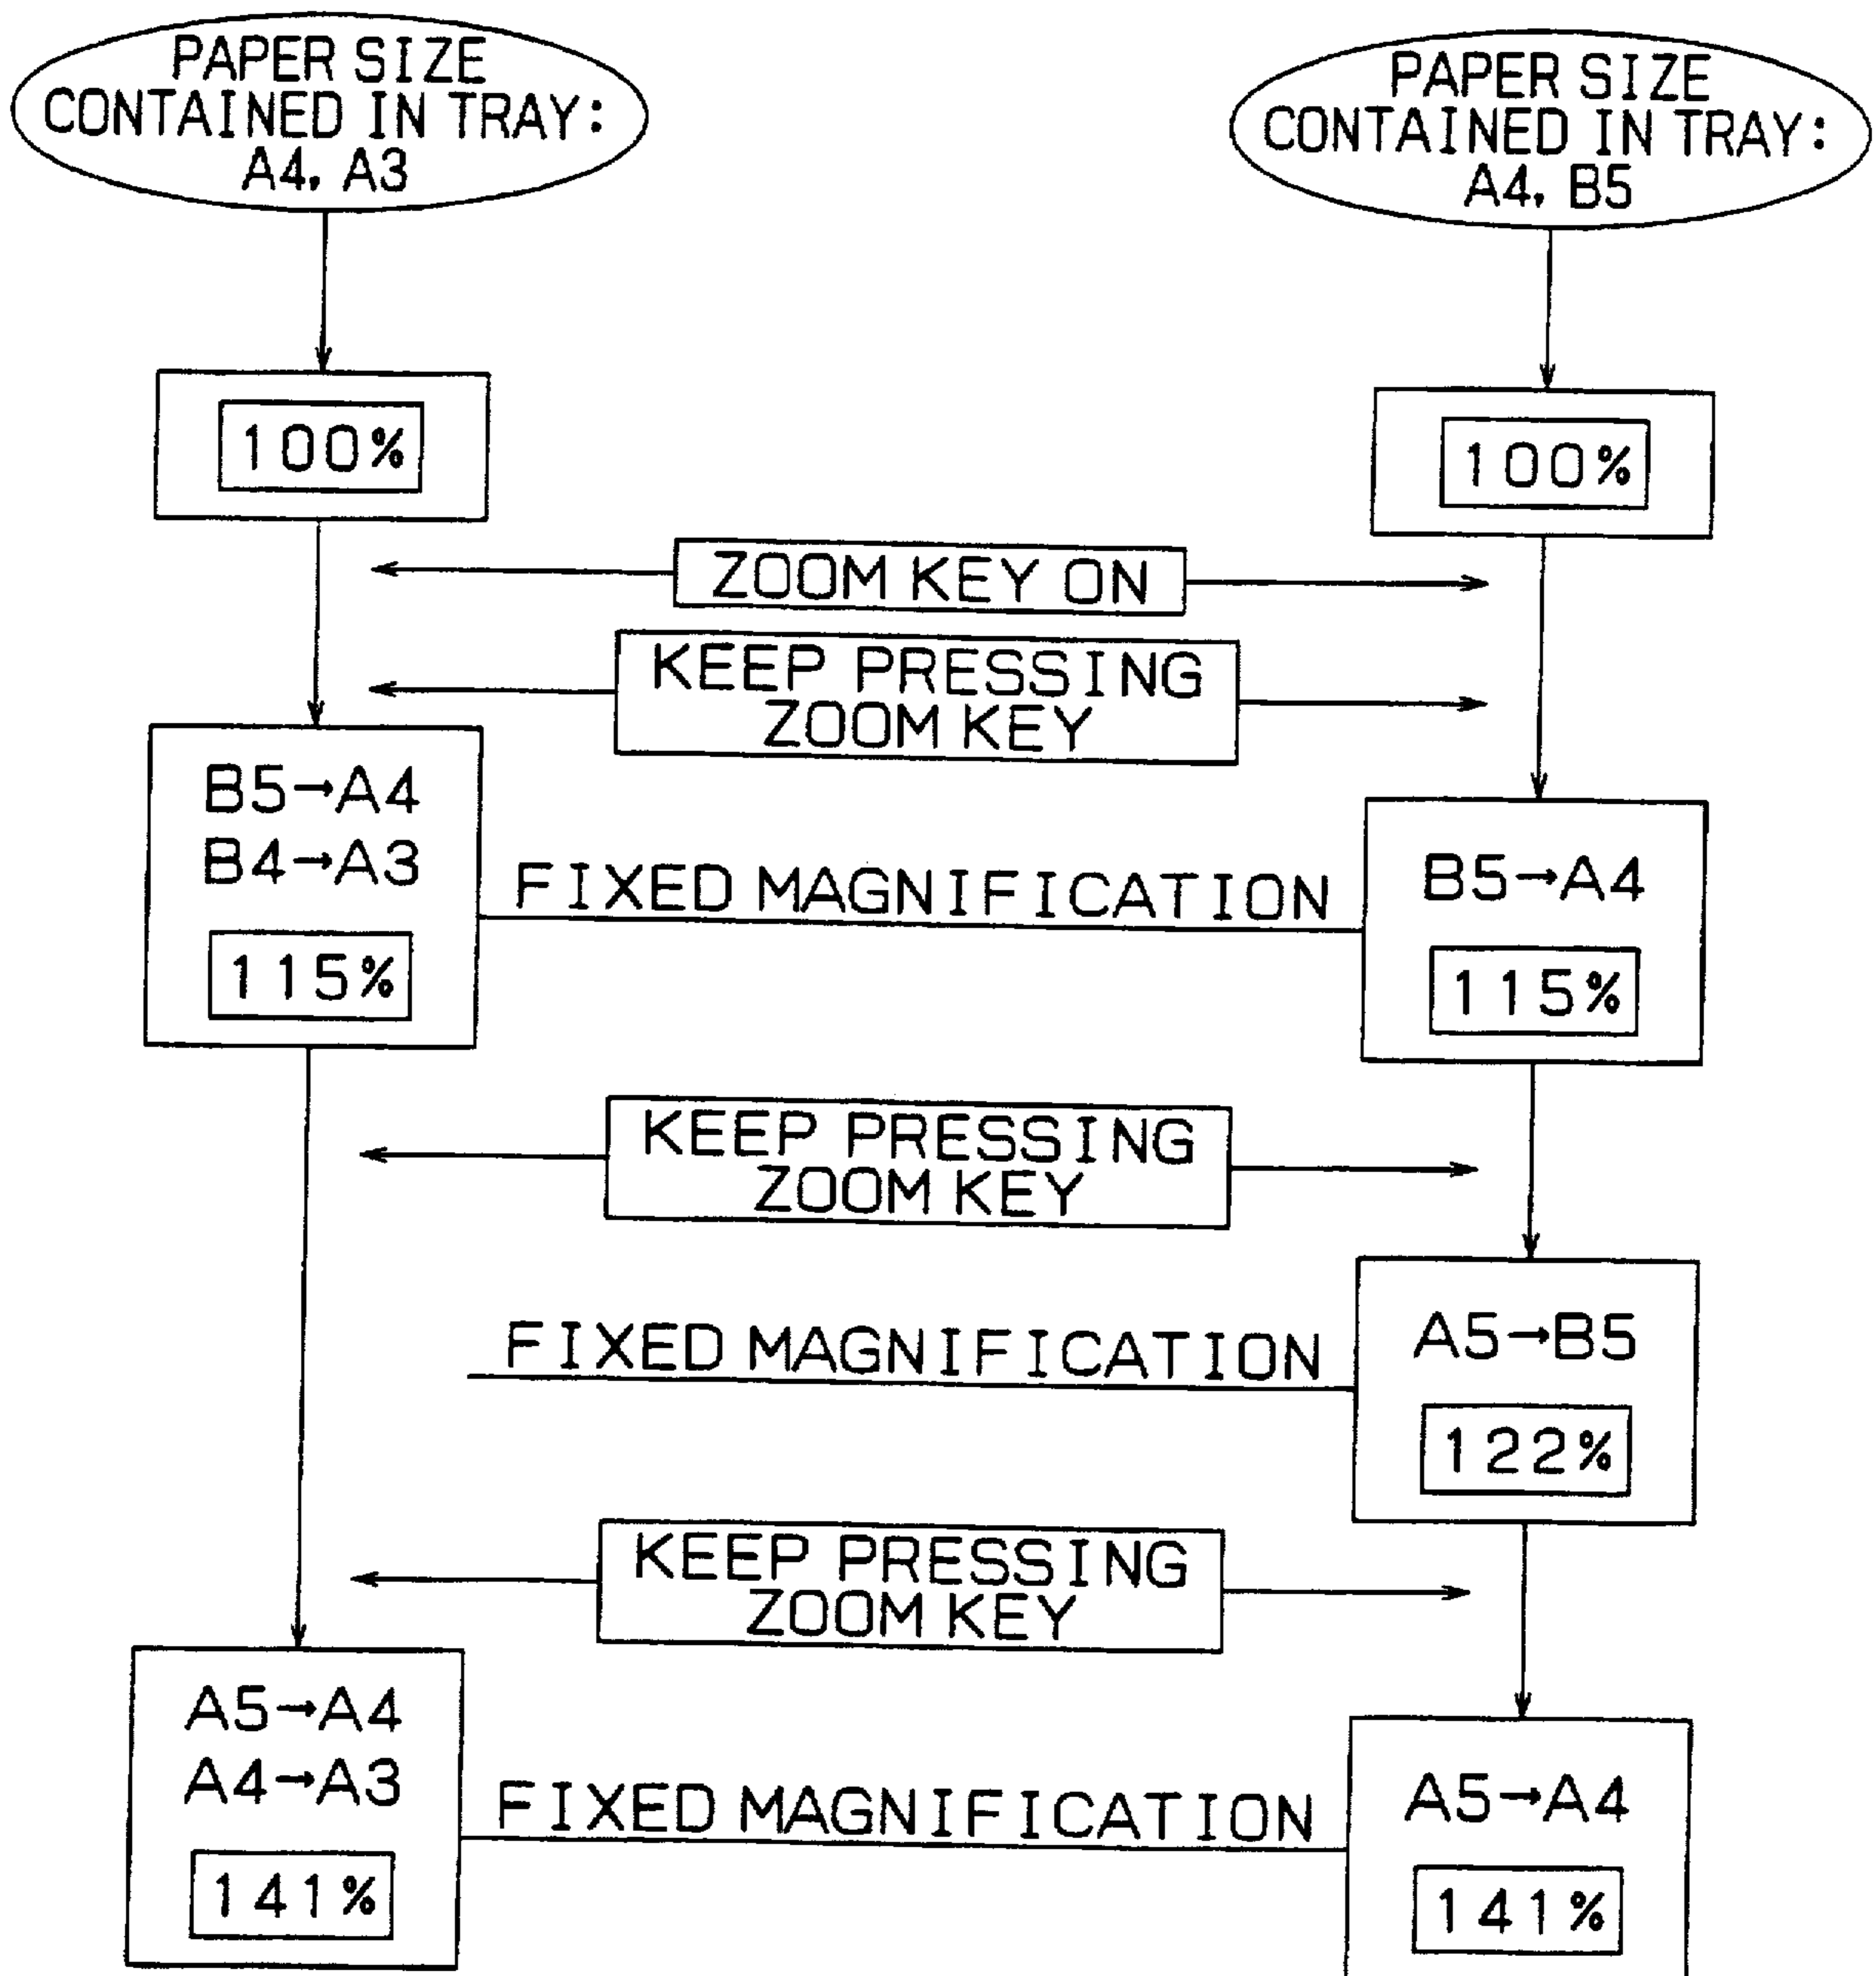 PAPER SIZE
CONTAINED IN TRAY:
A4, A3
PAPER SIZE
CONTAINED IN TRAY:
A4, B5
100%
100%
ZOOM KEY ON
KEEP PRESSING
ZOOM KEY
B5→A4
B4→A3
115%
FIXED MAGNIFICATION
B5→A4
115%
KEEP PRESSING
ZOOM KEY
FIXED MAGNIFICATION
A5→B5
122%
KEEP PRESSING
ZOOM KEY
A5→A4
A4→A3
141%
FIXED MAGNIFICATION
A5→A4
141%